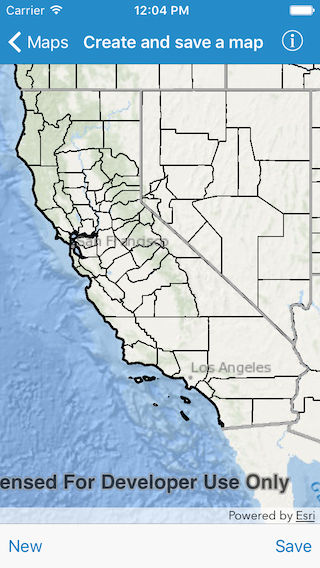 Carrier 12:04 PM
Maps Create and save a map
San Francisco
Los Angeles
ensed For Developer Use Only
Powered by Esri
New Save